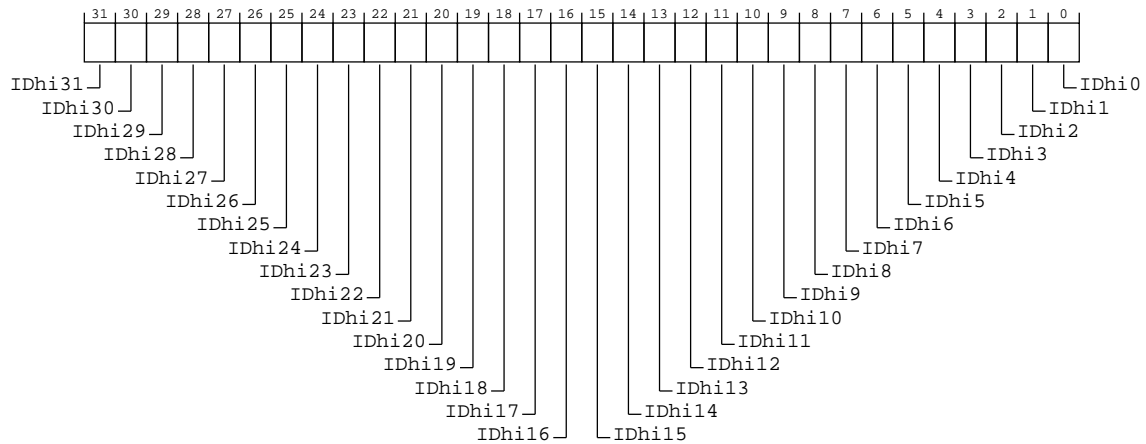 31 30 29 28 27 26 25 24 23 22 21 20 19 18 17 16 15 14 13 12 11 10 9 8 7 6 5 4 3 2 1 0
IDhi31 IDhi0
IDhi30 IDhi1
IDhi29 IDhi2
IDhi28 IDhi3
IDhi27 IDhi4
IDhi26 IDhi5
IDhi25 IDhi6
IDhi24 IDhi7
IDhi23 IDhi8
IDhi22 IDhi9
IDhi21 IDhi10
IDhi20 IDhi11
IDhi19 IDhi12
IDhi18 IDhi13
IDhi17 IDhi14
IDhi16 IDhi15